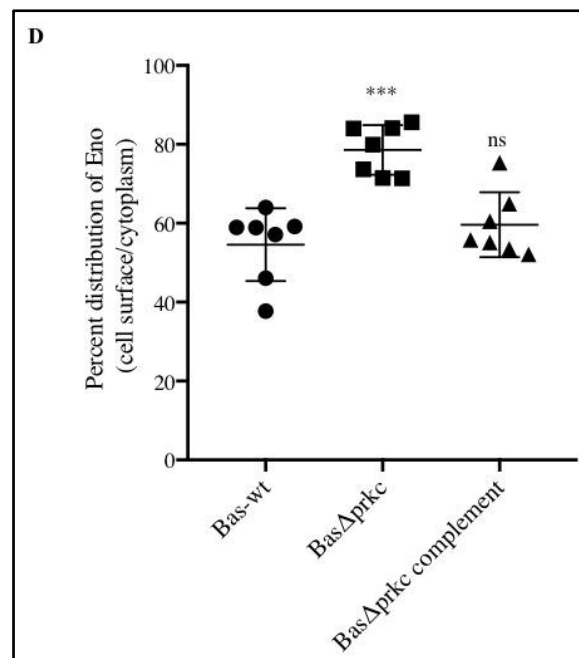 D
Percent distribution of Eno
(cell surface/cytoplasm)
100
80
60
40
20
0
***
ns
Bas-wt
BasΔprkc
BasΔprkc complement